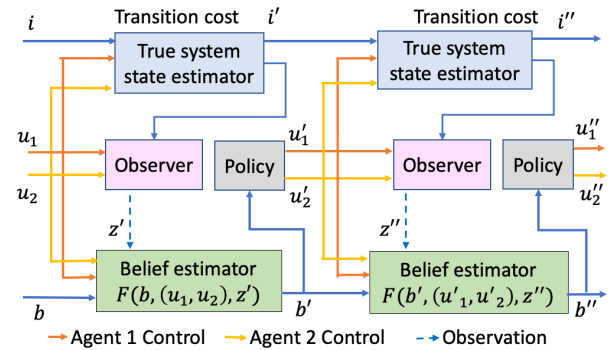 Transition cost
Transition cost
i
i′
i′′
True system
state estimator
True system
state estimator
u₁
u₂
Observer
Policy
u′₁
u′₂
Observer
Policy
u′′₁
u′′₂
z′
z′′
Belief estimator
F(b, (u₁, u₂), z′)
Belief estimator
F(b′, (u′₁, u′₂), z′′)
b
b′
b′′
Agent 1 Control
Agent 2 Control
Observation